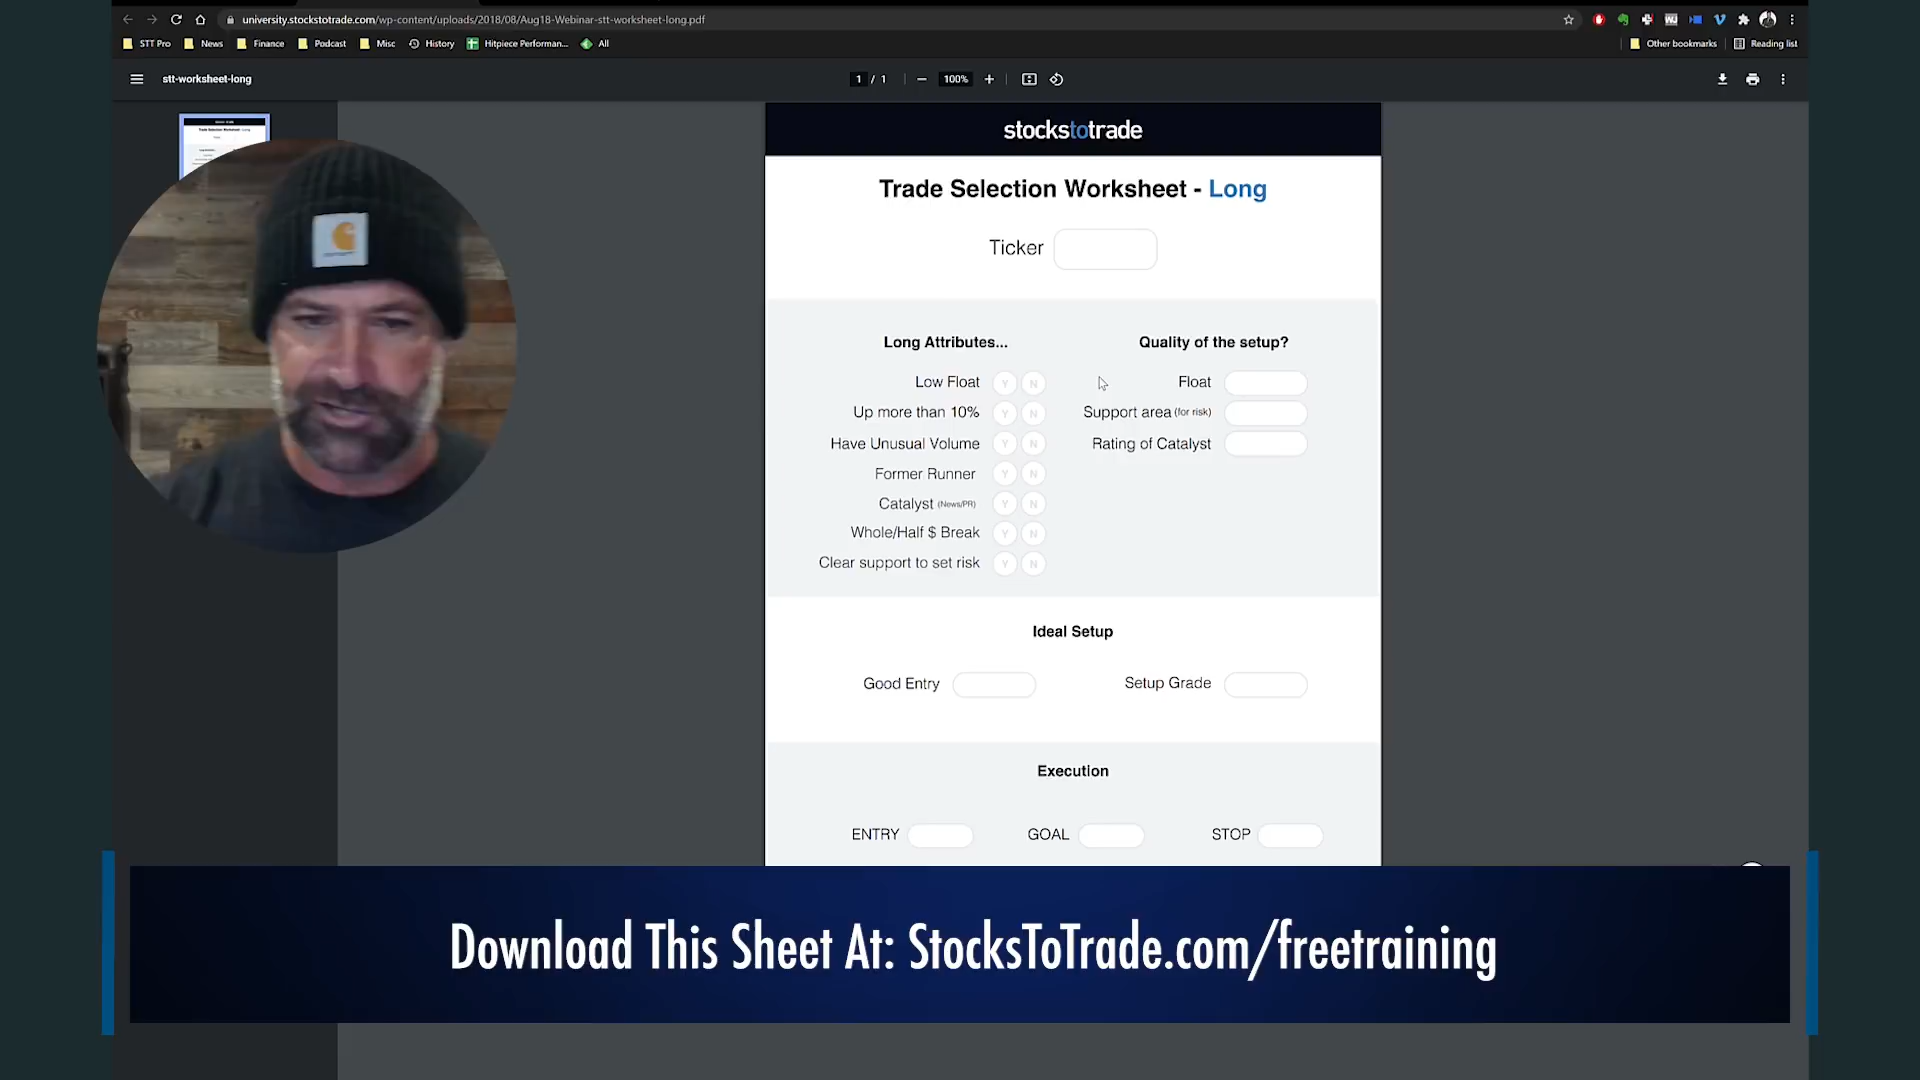 university.stockstotrade.com/wp-content/uploads/2018/08/Aug18-Webinar-stt-worksheet-long.pdf
STT Pro News Finance Podcast Misc History Hitpiece Performan... All Other bookmarks Reading list
stt-worksheet-long 1 / 1 100%
stockstotrade
Trade Selection Worksheet - Long
Ticker
Long Attributes...
Low Float Y N
Up more than 10% Y N
Have Unusual Volume Y N
Former Runner Y N
Catalyst (News/PR) Y N
Whole/Half $ Break Y N
Clear support to set risk Y N
Quality of the setup?
Float
Support area (for risk)
Rating of Catalyst
Ideal Setup
Good Entry Setup Grade
Execution
ENTRY GOAL STOP
Download This Sheet At: StocksToTrade.com/freetraining